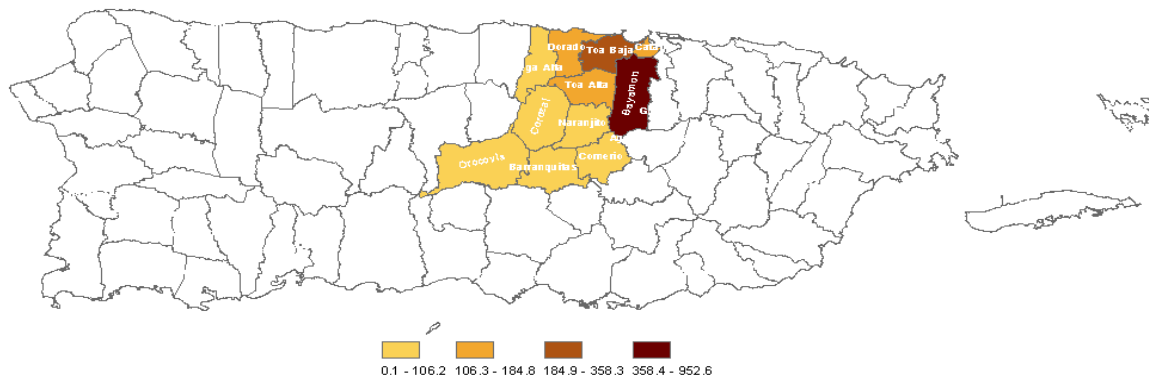 Dorado
Toa Baja
Cata
ga Alta
Toa Alta
Bayamon
G
Corozal
Naranjito
Orocovis
Barranquitas
Comerio
0.1 - 106.2 106.3 - 184.8 184.9 - 358.3 358.4 - 952.6